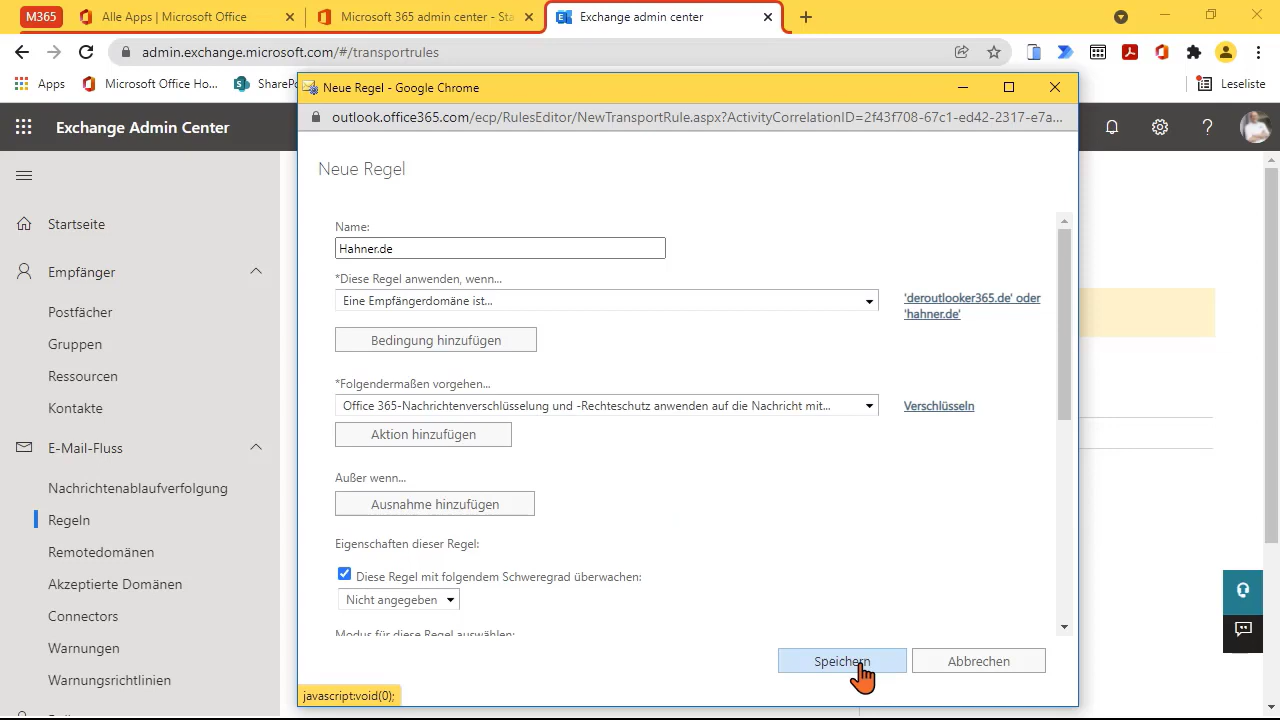 M365
Alle Apps | Microsoft Office
Microsoft 365 admin center - Sta
Exchange admin center
admin.exchange.microsoft.com/#/transportrules
Apps
Microsoft Office Ho...
SharePo
Leseliste
Neue Regel - Google Chrome
outlook.office365.com/ecp/RulesEditor/NewTransportRule.aspx?ActivityCorrelationID=2f43f708-67c1-ed42-2317-e7a...
Exchange Admin Center
Startseite
Empfänger
Postfächer
Gruppen
Ressourcen
Kontakte
E-Mail-Fluss
Nachrichtenablaufverfolgung
Regeln
Remotedomänen
Akzeptierte Domänen
Connectors
Warnungen
Warnungsrichtlinien
Neue Regel
Name:
Hahner.de
*Diese Regel anwenden, wenn...
Eine Empfängerdomäne ist...
'deroutlooker365.de' oder
'hahner.de'
Bedingung hinzufügen
*Folgendermaßen vorgehen...
Office 365-Nachrichtenverschlüsselung und -Rechteschutz anwenden auf die Nachricht mit...
Verschlüsseln
Aktion hinzufügen
Außer wenn...
Ausnahme hinzufügen
Eigenschaften dieser Regel:
Diese Regel mit folgendem Schweregrad überwachen:
Nicht angegeben
Modus für diese Regel auswählen:
Speichern
Abbrechen
javascript:void(0);